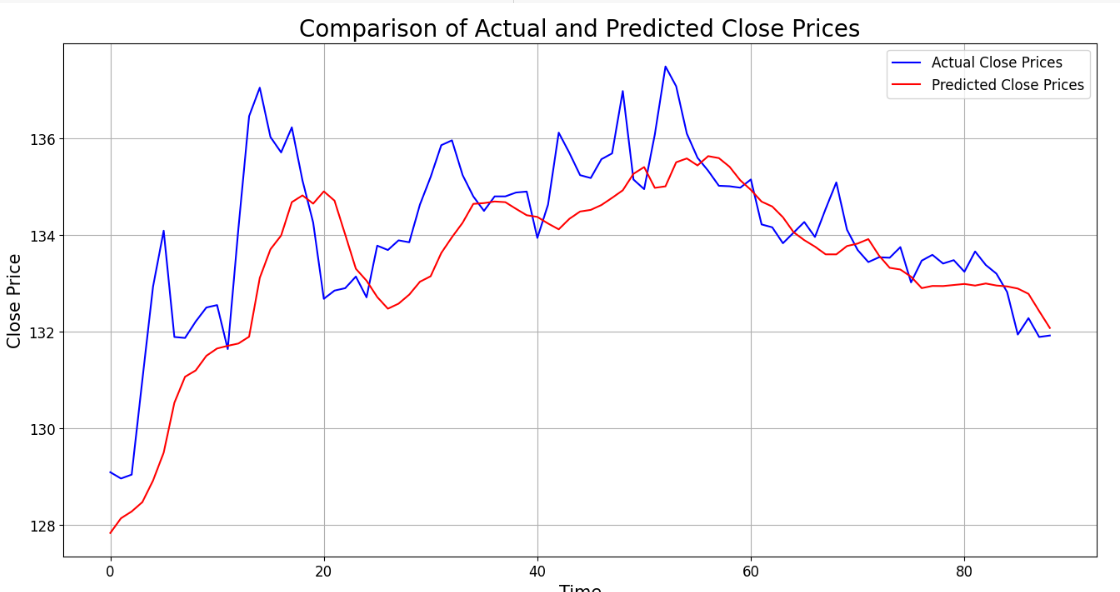 Comparison of Actual and Predicted Close Prices
Actual Close Prices
Predicted Close Prices
Close Price
136
134
132
130
128
0 20 40 60 80
Time